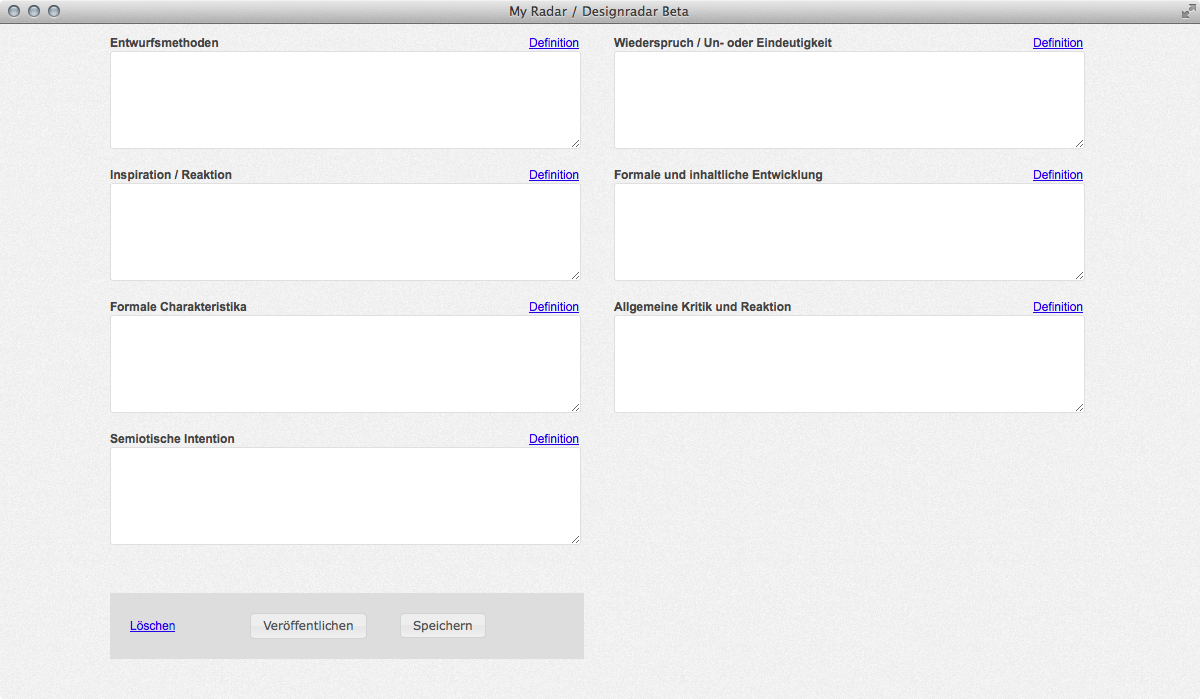 My Radar / Designradar Beta
Entwurfsmethoden Definition
Wiederspruch / Un- oder Eindeutigkeit Definition
Inspiration / Reaktion Definition
Formale und inhaltliche Entwicklung Definition
Formale Charakteristika Definition
Allgemeine Kritik und Reaktion Definition
Semiotische Intention Definition
Löschen Veröffentlichen Speichern